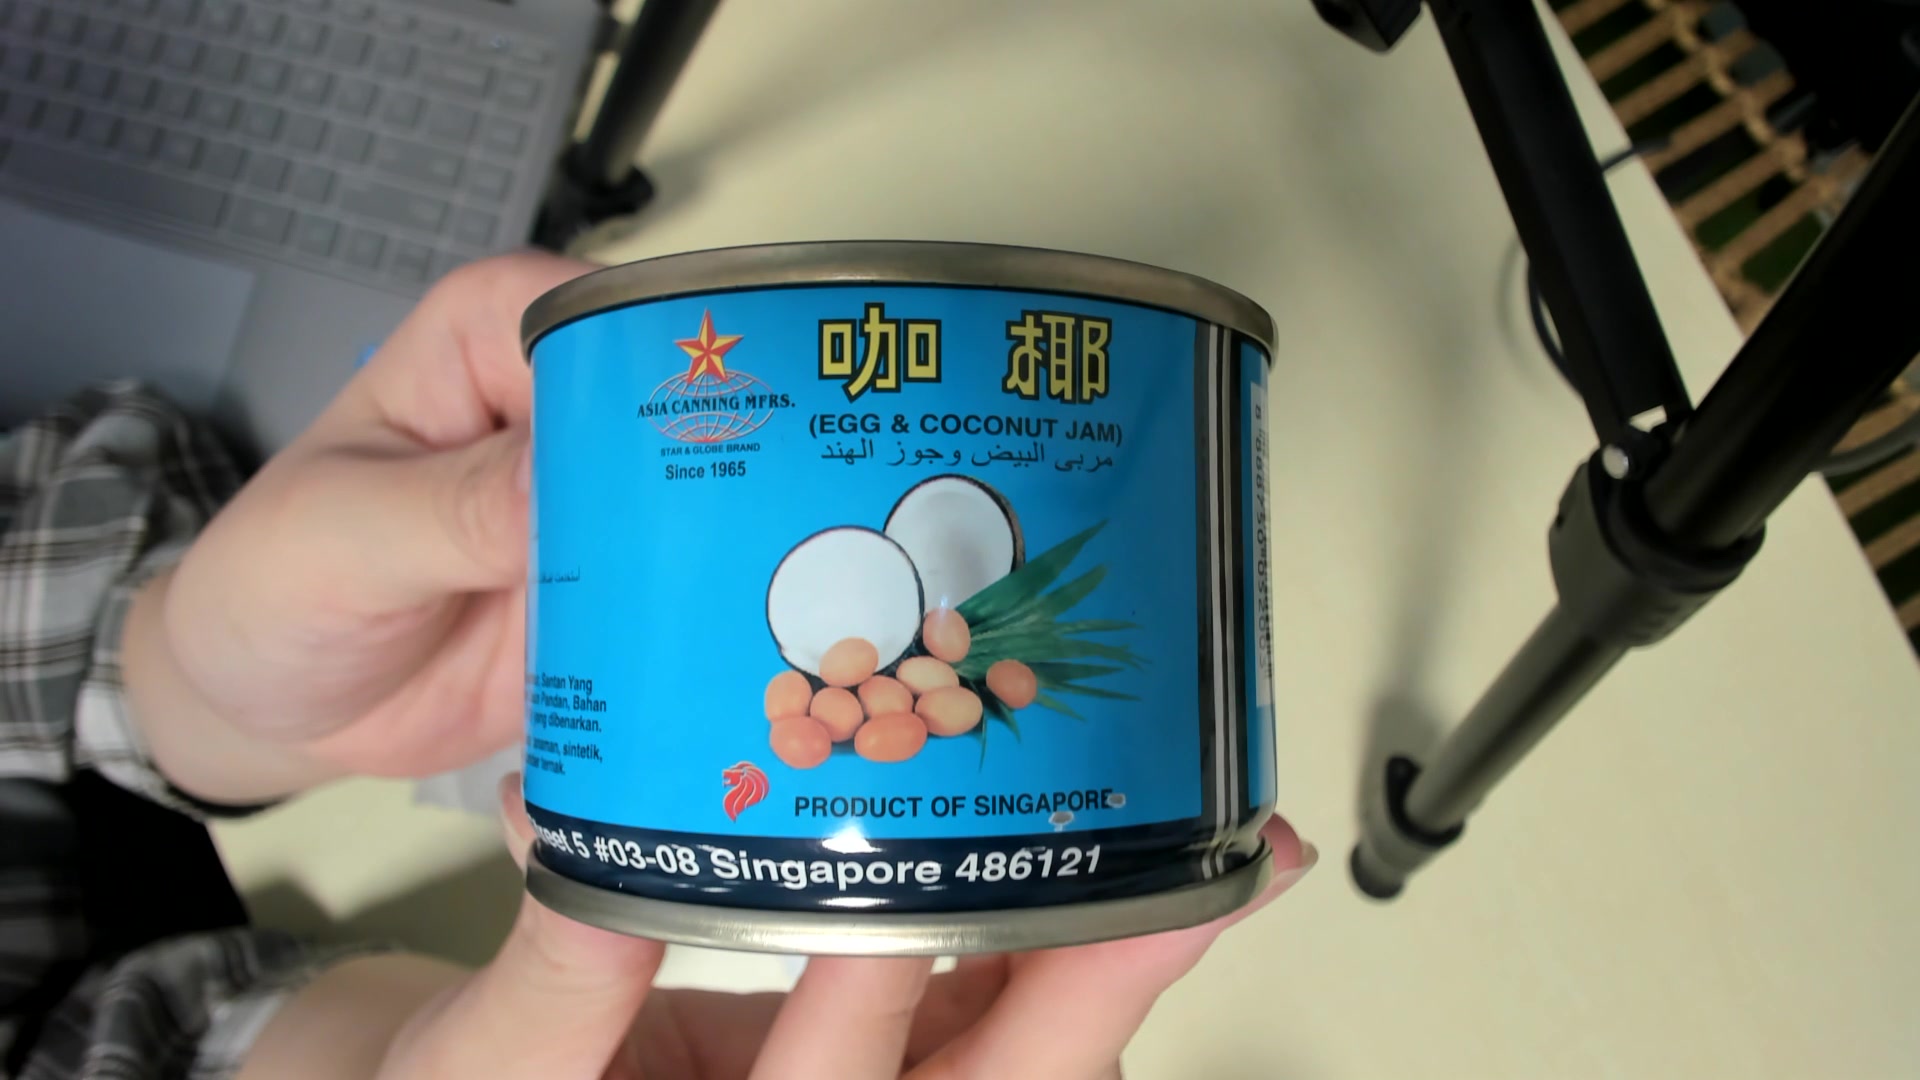 咖 椰
ASIA CANNING MFRS.
(EGG & COCONUT JAM)
STAR & GLOBE BRAND
مربى البيض وجوز الهند
Since 1965
Santan Yang
Pandan, Bahan
yang dibenarkan.
sintetik,
ternak.
PRODUCT OF SINGAPORE
5 #03-08 Singapore 486121